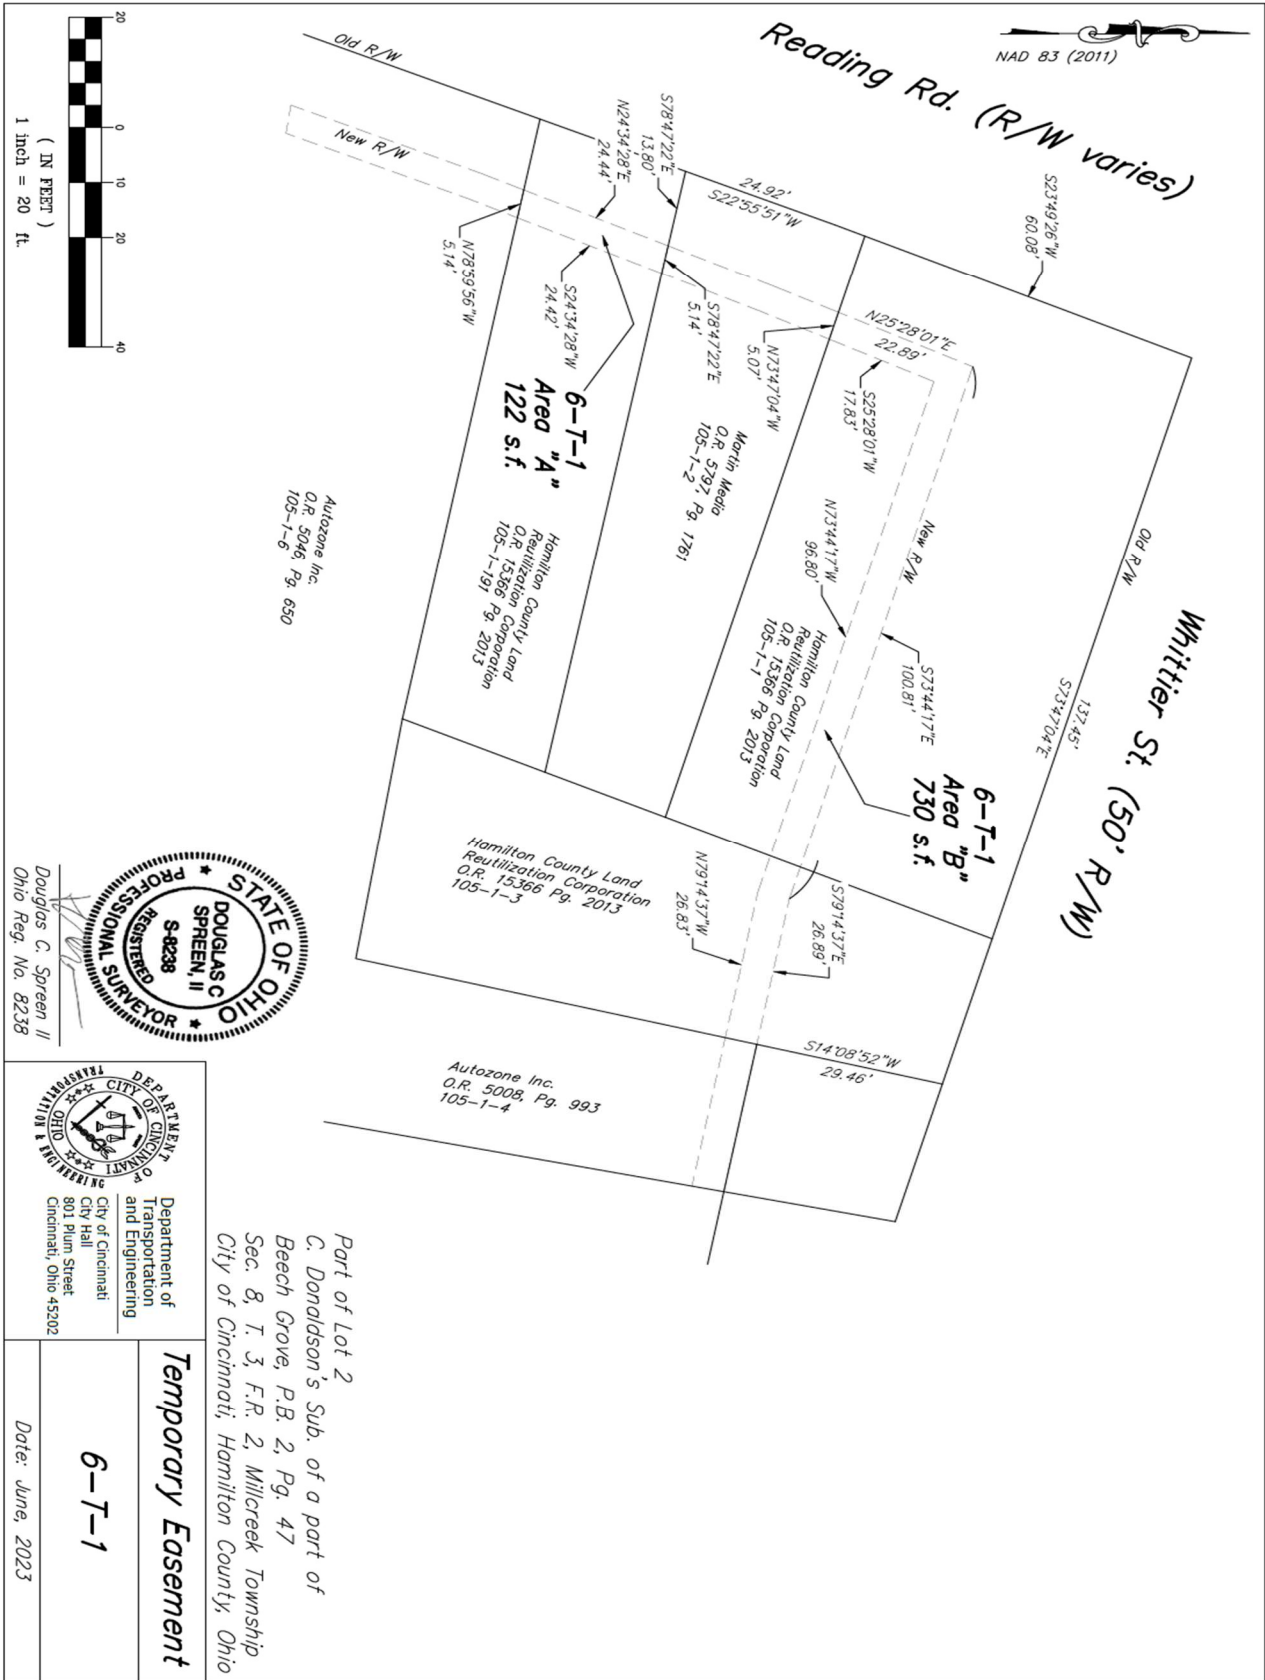 NAD 83 (2011)
Reading Rd. (R/W varies)
Whittier St. (50' R/W)
Old R/W
New R/W
Old R/W
New R/W
S23°49'26"W
60.08'
137.45'
S73°47'04"E
24.92'
S22°55'51"W
S78°47'22"E
13.80'
N24°34'28"E
24.44'
N78°59'56"W
5.14'
S24°34'28"W
24.42'
S78°47'22"E
5.14'
N73°47'04"W
5.07'
N25°28'01"E
22.89'
S25°28'01"W
17.83'
N73°44'17"W
96.80'
S73°44'17"E
100.81'
N79°14'37"W
26.83'
S79°14'37"E
26.89'
S14°08'52"W
29.46'
6-T-1
Area "A"
122 s.f.
6-T-1
Area "B"
730 s.f.
Martin Media
O.R. 5797, Pg. 1761
105-1-2
Hamilton County Land
Reutilization Corporation
O.R. 15366 Pg. 2013
105-1-1
Hamilton County Land
Reutilization Corporation
O.R. 15366 Pg. 2013
105-1-191
Autozone Inc.
O.R. 5046, Pg. 650
105-1-6
Hamilton County Land
Reutilization Corporation
O.R. 15366 Pg. 2013
105-1-3
Autozone Inc.
O.R. 5008, Pg. 993
105-1-4
20 0 10 20 40
( IN FEET )
1 inch = 20 ft.
Part of Lot 2
C. Donaldson's Sub. of a part of
Beech Grove, P.B. 2, Pg. 47
Sec. 8, T. 3, F.R. 2, Millcreek Township
City of Cincinnati, Hamilton County, Ohio
STATE OF OHIO
DOUGLAS C
SPREEN, II
S-8238
REGISTERED
PROFESSIONAL SURVEYOR
Douglas C. Spreen II
Ohio Reg. No. 8238
DEPARTMENT OF
TRANSPORTATION & ENGINEERING
CITY OF CINCINNATI
OHIO
Department of
Transportation
and Engineering
City of Cincinnati
City Hall
801 Plum Street
Cincinnati, Ohio 45202
Temporary Easement
6-T-1
Date: June, 2023